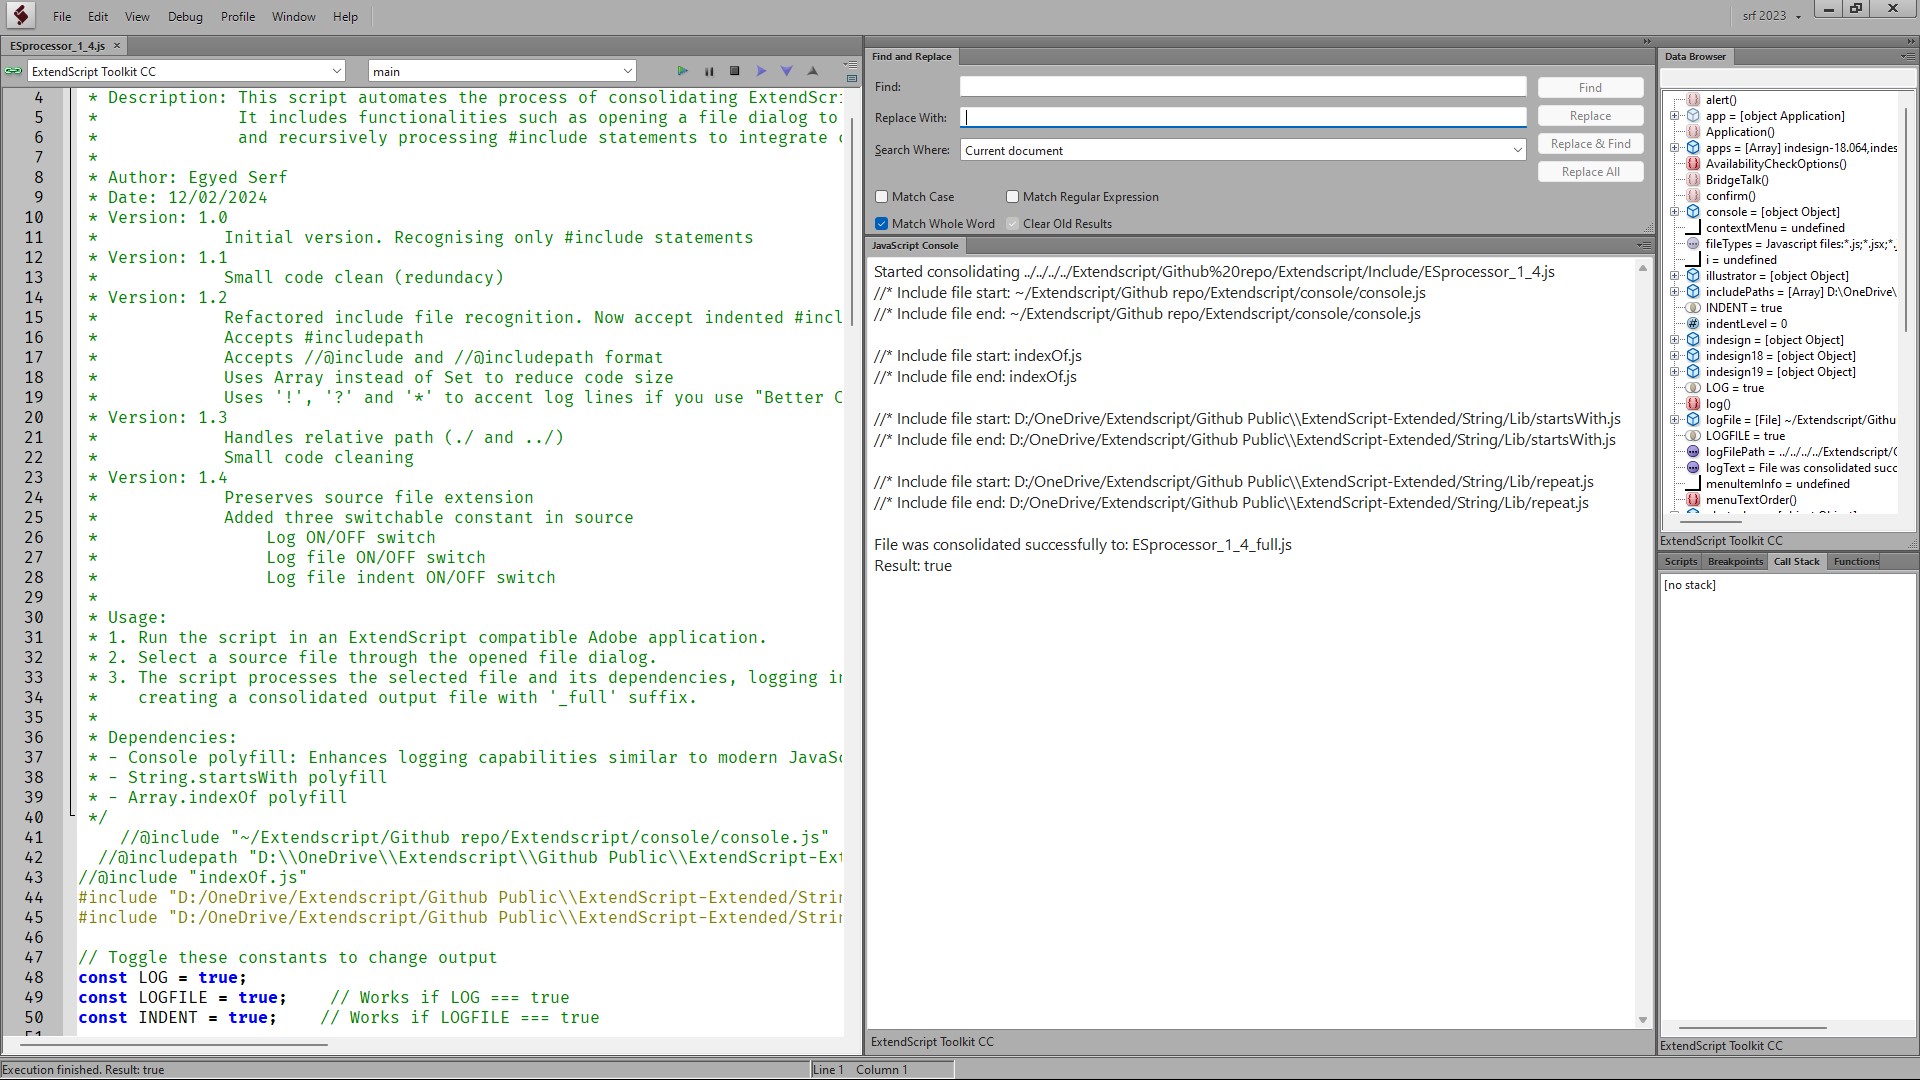 File Edit View Debug Profile Window Help
srf 2023
ESprocessor_1_4.js ×
ExtendScript Toolkit CC
main
4 * Description: This script automates the process of consolidating ExtendScri
5 * It includes functionalities such as opening a file dialog to
6 * and recursively processing #include statements to integrate
7 *
8 * Author: Egyed Serf
9 * Date: 12/02/2024
10 * Version: 1.0
11 * Initial version. Recognising only #include statements
12 * Version: 1.1
13 * Small code clean (redundacy)
14 * Version: 1.2
15 * Refactored include file recognition. Now accept indented #incl
16 * Accepts #includepath
17 * Accepts //@include and //@includepath format
18 * Uses Array instead of Set to reduce code size
19 * Uses '!', '?' and '*' to accent log lines if you use "Better C
20 * Version: 1.3
21 * Handles relative path (./ and ../)
22 * Small code cleaning
23 * Version: 1.4
24 * Preserves source file extension
25 * Added three switchable constant in source
26 * Log ON/OFF switch
27 * Log file ON/OFF switch
28 * Log file indent ON/OFF switch
29 *
30 * Usage:
31 * 1. Run the script in an ExtendScript compatible Adobe application.
32 * 2. Select a source file through the opened file dialog.
33 * 3. The script processes the selected file and its dependencies, logging i
34 * creating a consolidated output file with '_full' suffix.
35 *
36 * Dependencies:
37 * - Console polyfill: Enhances logging capabilities similar to modern JavaSc
38 * - String.startsWith polyfill
39 * - Array.indexOf polyfill
40 */
41 //@include "~/Extendscript/Github repo/Extendscript/console/console.js"
42 //@includepath "D:\\OneDrive\\Extendscript\\Github Public\\ExtendScript-Ext
43 //@include "indexOf.js"
44 #include "D:/OneDrive/Extendscript/Github Public\\ExtendScript-Extended/Strin
45 #include "D:/OneDrive/Extendscript/Github Public\\ExtendScript-Extended/Strin
46
47 // Toggle these constants to change output
48 const LOG = true;
49 const LOGFILE = true; // Works if LOG === true
50 const INDENT = true; // Works if LOGFILE === true
Execution finished. Result: true
Line 1 Column 1
Find and Replace
Find:
Find
Replace With:
Replace
Replace & Find
Search Where: Current document
Replace All
Match Case
Match Regular Expression
Match Whole Word
Clear Old Results
JavaScript Console
Started consolidating ../../../../Extendscript/Github%20repo/Extendscript/Include/ESprocessor_1_4.js
//* Include file start: ~/Extendscript/Github repo/Extendscript/console/console.js
//* Include file end: ~/Extendscript/Github repo/Extendscript/console/console.js
//* Include file start: indexOf.js
//* Include file end: indexOf.js
//* Include file start: D:/OneDrive/Extendscript/Github Public\\ExtendScript-Extended/String/Lib/startsWith.js
//* Include file end: D:/OneDrive/Extendscript/Github Public\\ExtendScript-Extended/String/Lib/startsWith.js
//* Include file start: D:/OneDrive/Extendscript/Github Public\\ExtendScript-Extended/String/Lib/repeat.js
//* Include file end: D:/OneDrive/Extendscript/Github Public\\ExtendScript-Extended/String/Lib/repeat.js
File was consolidated successfully to: ESprocessor_1_4_full.js
Result: true
ExtendScript Toolkit CC
Data Browser
alert()
app = [object Application]
Application()
apps = [Array] indesign-18.064,indes
AvailabilityCheckOptions()
BridgeTalk()
confirm()
console = [object Object]
contextMenu = undefined
fileTypes = Javascript files:*.js;*.jsx;*.
i = undefined
illustrator = [object Object]
includePaths = [Array] D:\OneDrive\
INDENT = true
indentLevel = 0
indesign = [object Object]
indesign18 = [object Object]
indesign19 = [object Object]
LOG = true
log()
logFile = [File] ~/Extendscript/Githu
LOGFILE = true
logFilePath = ../../../../Extendscript/G
logText = File was consolidated succ
menuItemInfo = undefined
menuTextOrder()
ExtendScript Toolkit CC
Scripts Breakpoints Call Stack Functions
[no stack]
ExtendScript Toolkit CC